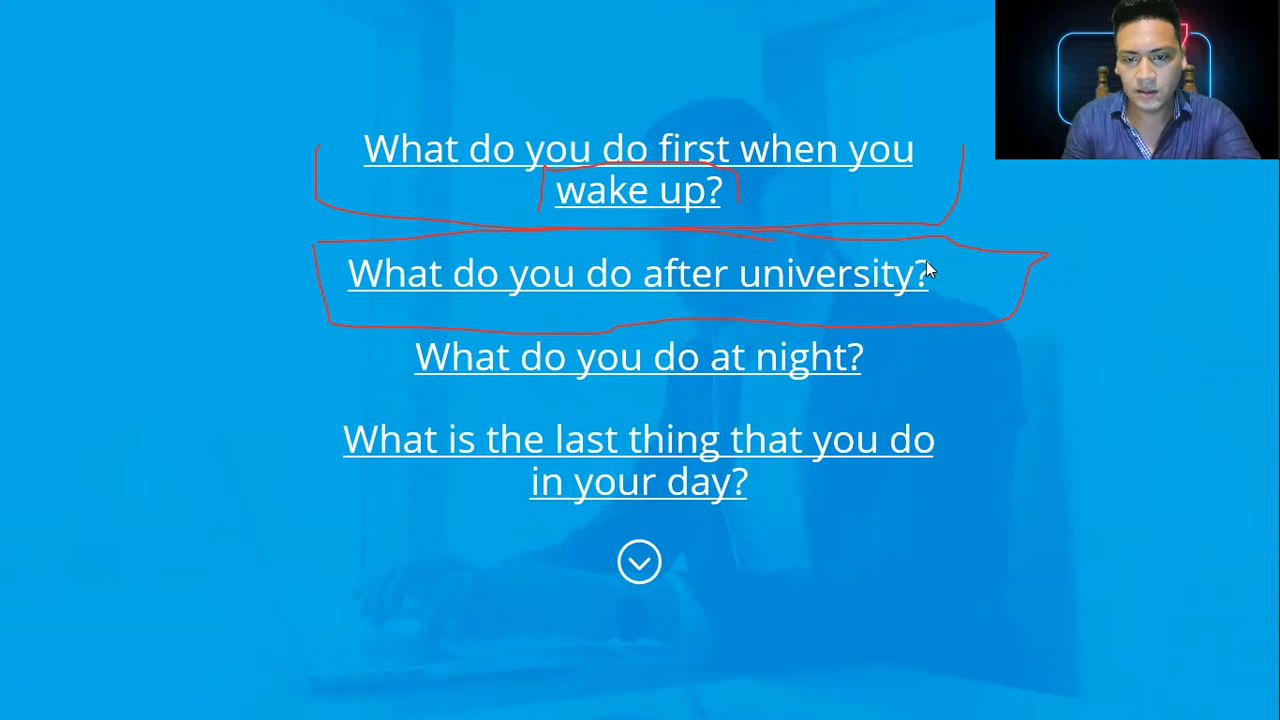 What do you do first when you
wake up?
What do you do after university?
What do you do at night?
What is the last thing that you do
in your day?